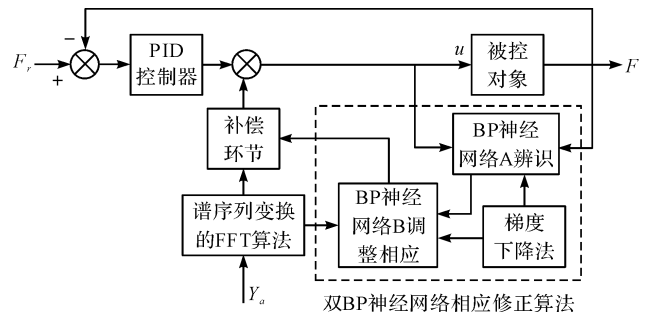 −
F_r
+
PID
控制器
u
被控
对象
F
补偿
环节
BP神经
网络A辨识
谱序列变换
的FFT算法
BP神经
网络B调
整相应
梯度
下降法
Y_a
双BP神经网络相应修正算法